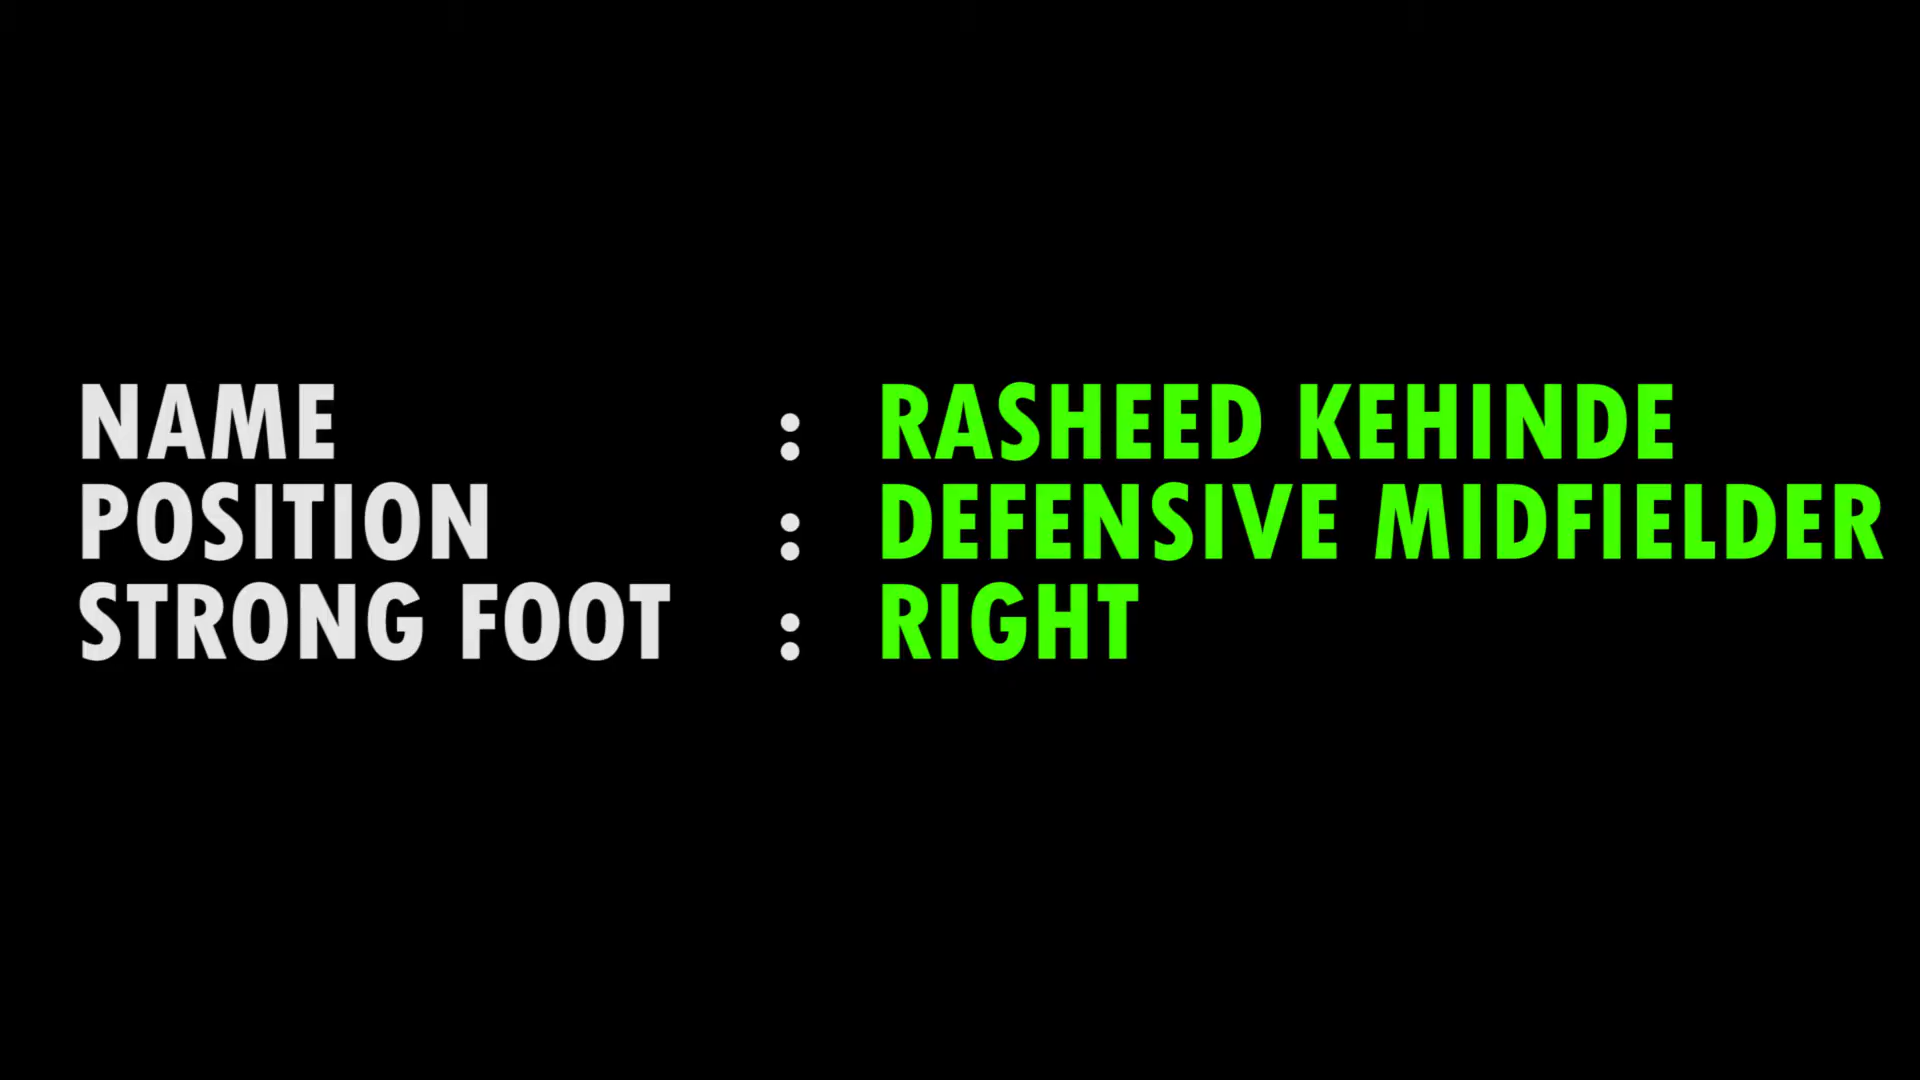 NAME : RASHEED KEHINDE
POSITION : DEFENSIVE MIDFIELDER
STRONG FOOT : RIGHT